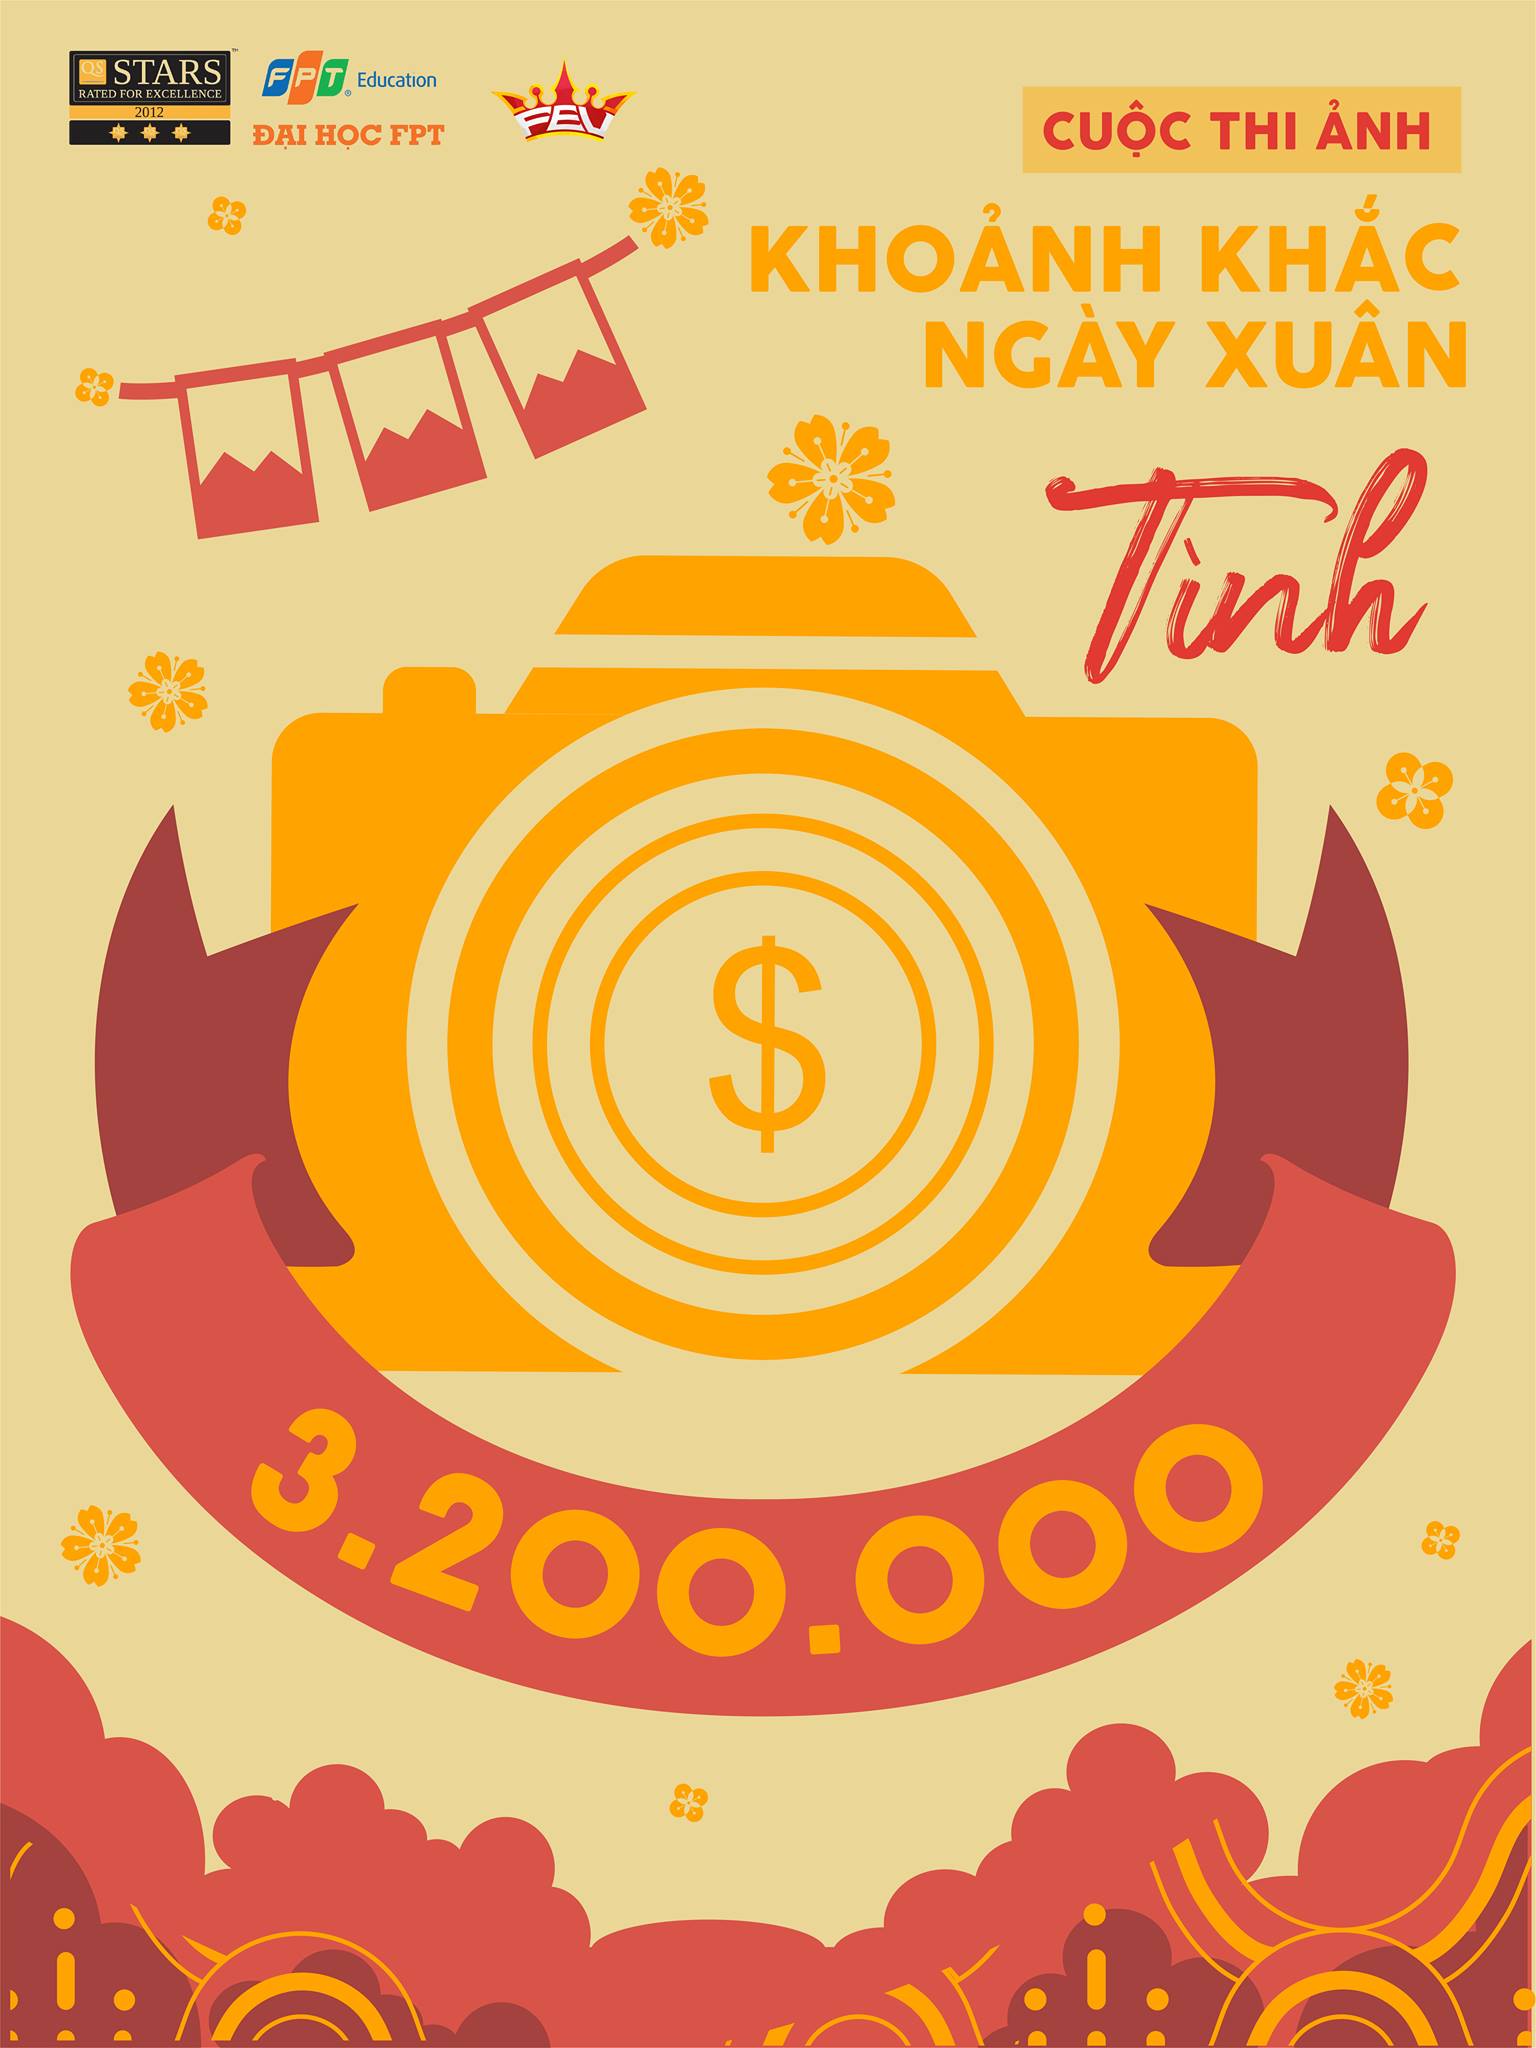 QS STARS™
RATED FOR EXCELLENCE
2012
FPT® Education
ĐẠI HỌC FPT
FEV
CUỘC THI ẢNH
KHOẢNH KHẮC
NGÀY XUÂN
Tình
$
3.200.000